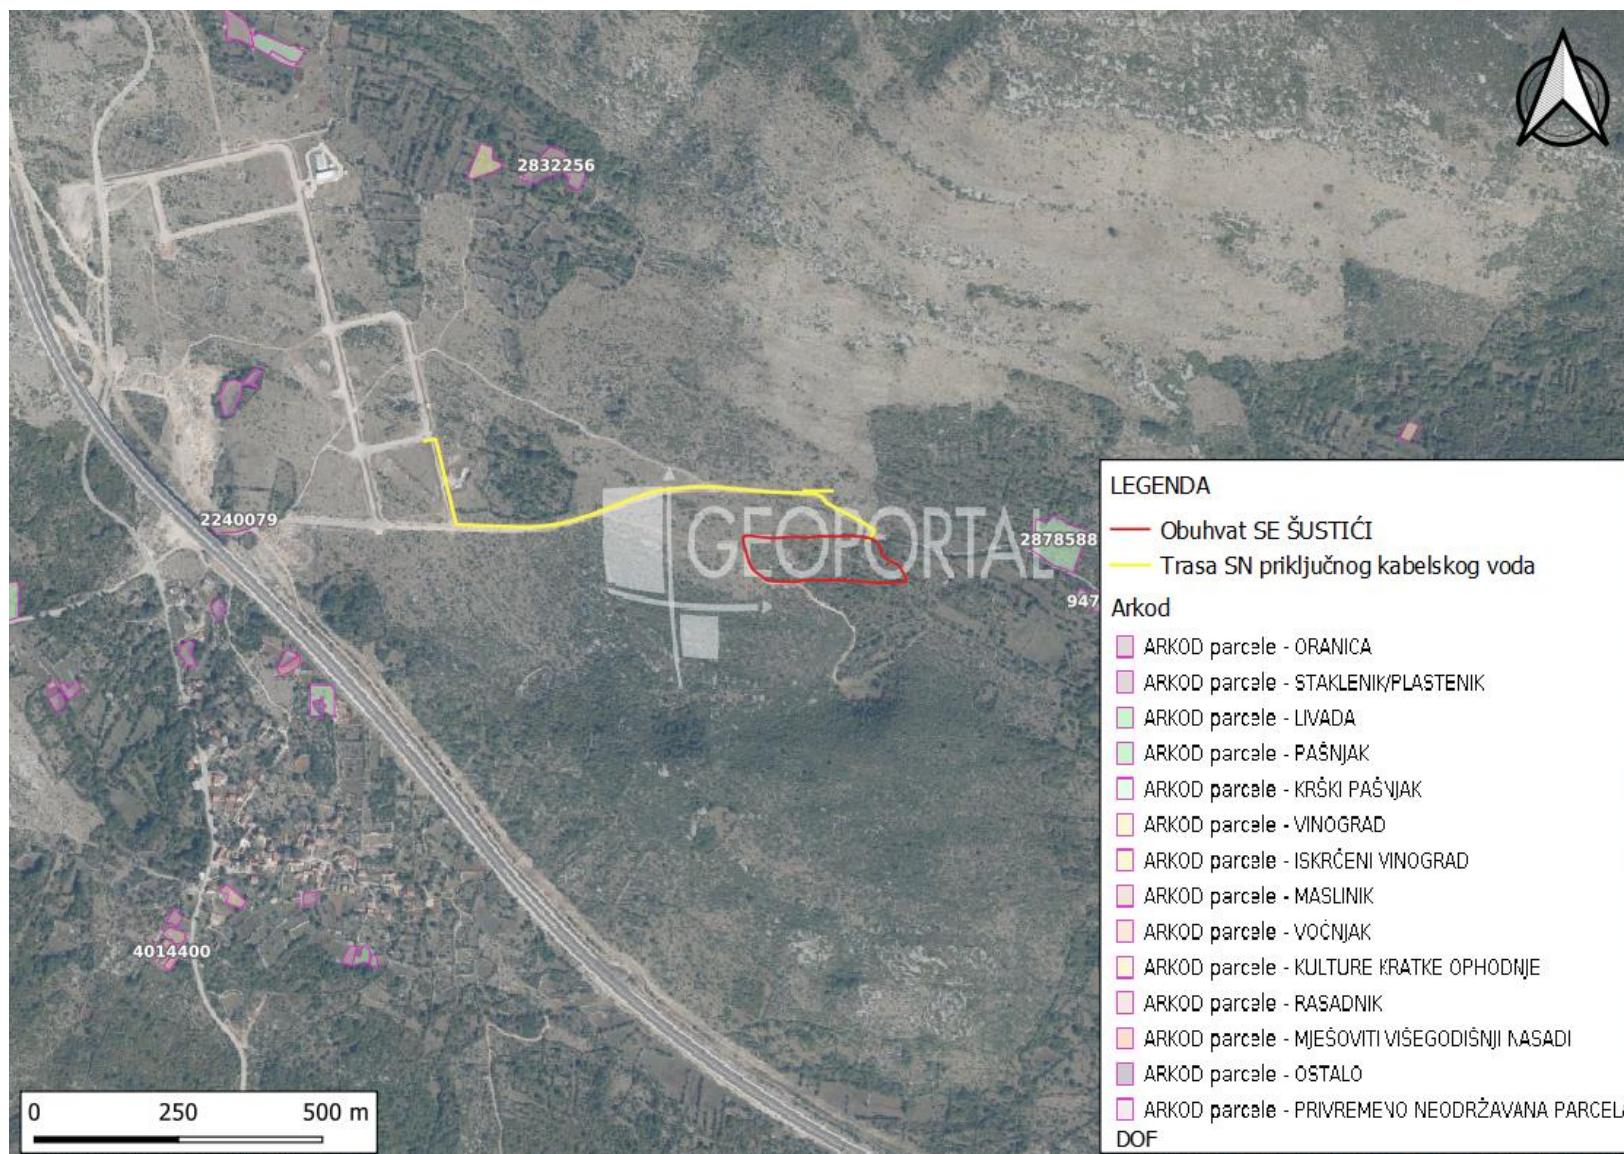 2832256
2240079
GEOPORTAL
2878588
947
4014400
LEGENDA
Obuhvat SE ŠUSTIĆI
Trasa SN priključnog kabelskog voda
Arkod
ARKOD parcele - ORANICA
ARKOD parcele - STAKLENIK/PLASTENIK
ARKOD parcele - LIVADA
ARKOD parcele - PAŠNJAK
ARKOD parcele - KRŠKI PAŠNJAK
ARKOD parcele - VINOGRAD
ARKOD parcele - ISKRČENI VINOGRAD
ARKOD parcele - MASLINIK
ARKOD parcele - VOĆNJAK
ARKOD parcele - KULTURE KRATKE OPHODNJE
ARKOD parcele - RASADNIK
ARKOD parcele - MJEŠOVITI VIŠEGODIŠNJI NASADI
ARKOD parcele - OSTALO
ARKOD parcele - PRIVREMENO NEODRŽAVANA PARCELA
DOF
0 250 500 m